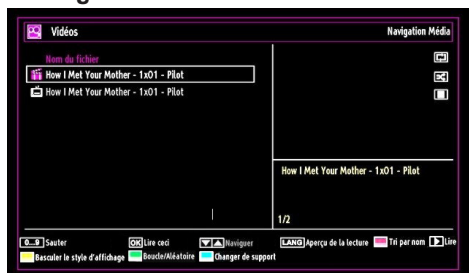 Vidéos
Navigation Média
Nom du fichier
How I Met Your Mother - 1x01 - Pilot
How I Met Your Mother - 1x01 - Pilot
How I Met Your Mother - 1x01 - Pilot
1/2
0...9 Sauter OK Lire ceci Naviguer LANG Aperçu de la lecture Tri par nom Lire
Basculer le style d'affichage Boucle/Aléatoire Changer de support